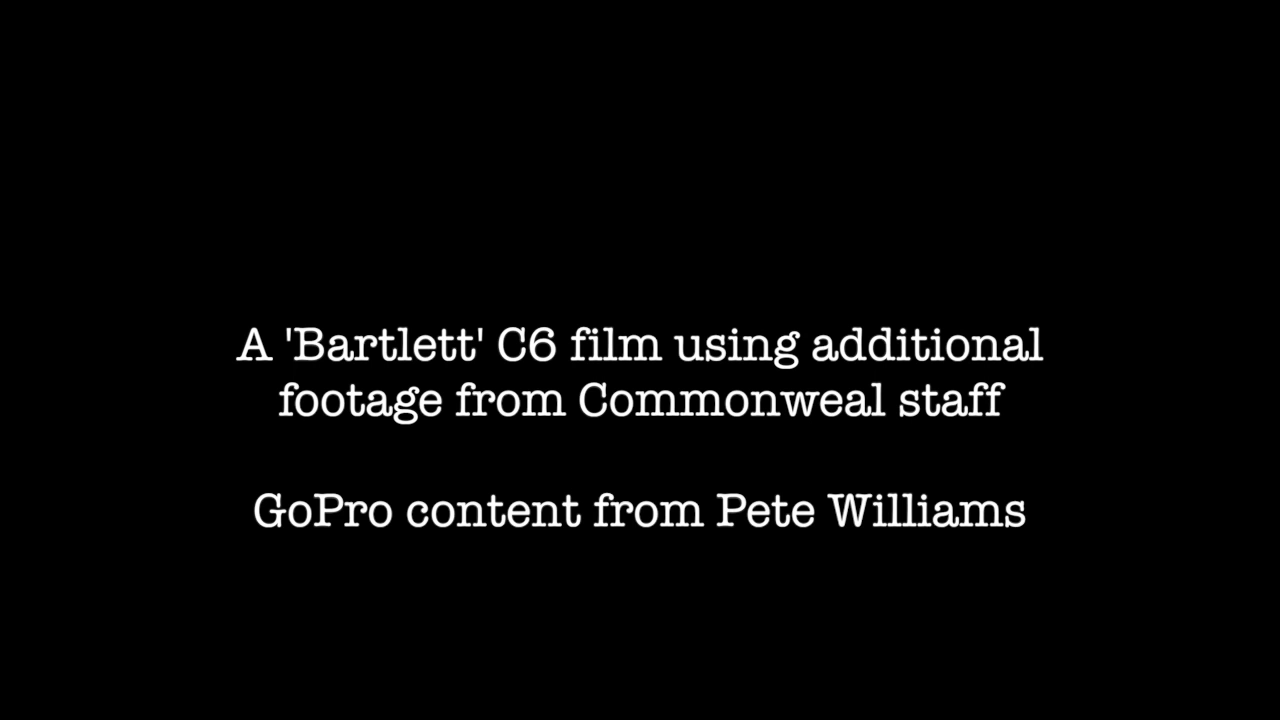 A 'Bartlett' C6 film using additional
footage from Commonweal staff
GoPro content from Pete Williams